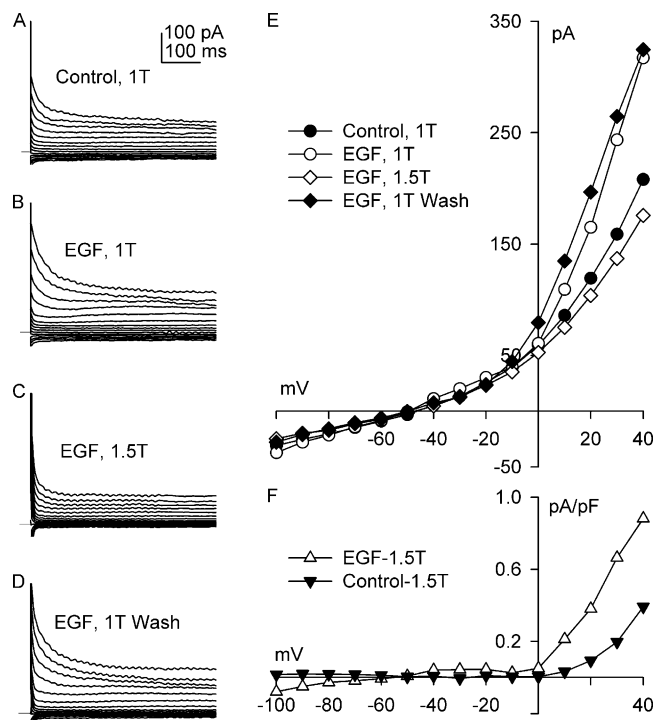 A
100 pA
100 ms
Control, 1T
B
EGF, 1T
C
EGF, 1.5T
D
EGF, 1T Wash
E
pA
350
250
150
50
-50
mV
-100
-80
-60
-40
-20
20
40
Control, 1T
EGF, 1T
EGF, 1.5T
EGF, 1T Wash
F
pA/pF
1.0
0.6
0.2
mV
-100
-80
-60
-40
-20
20
40
EGF-1.5T
Control-1.5T